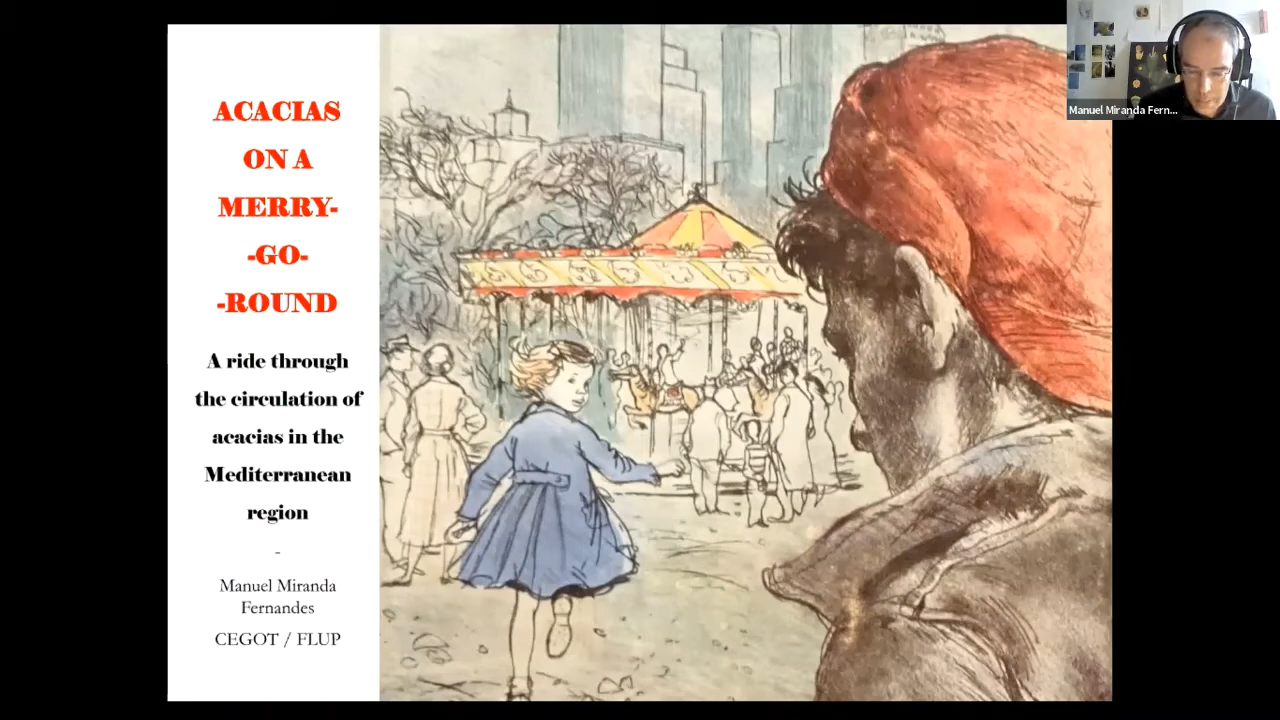 ACACIAS
ON A
MERRY-
-GO-
-ROUND
A ride through
the circulation of
acacias in the
Mediterranean
region
-
Manuel Miranda
Fernandes
CEGOT / FLUP
Manuel Miranda Fern...